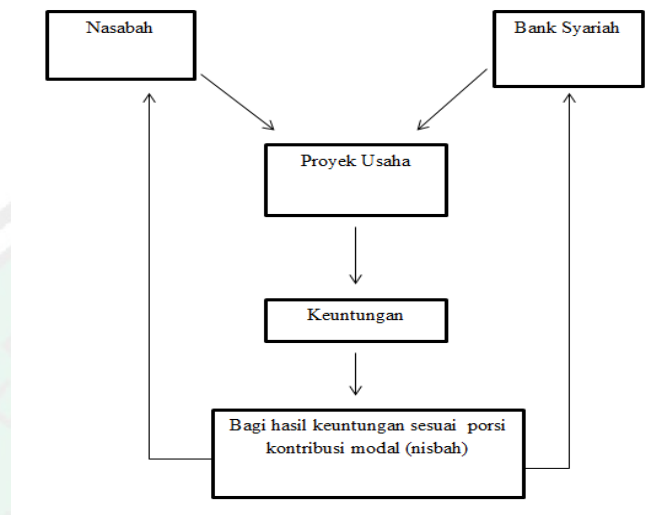 Nasabah
Bank Syariah
Proyek Usaha
Keuntungan
Bagi hasil keuntungan sesuai porsi
kontribusi modal (nisbah)